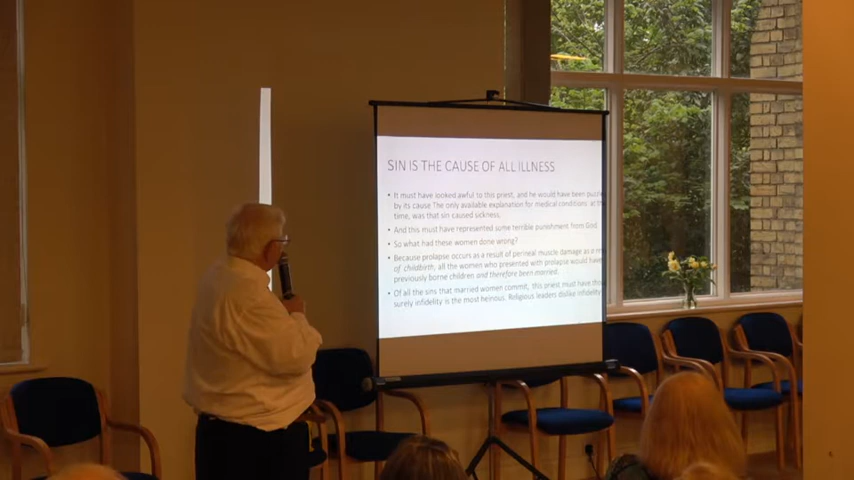 SIN IS THE CAUSE OF ALL ILLNESS
• It must have looked awful to this priest, and he would have been
by its cause The only available explanation for medical conditions at
time, was that sin caused sickness.
• And this must have represented some terrible punishment from God.
• So what had these women done wrong?
• Because prolapse occurs as a result of perineal muscle damage as a
of childbirth, all the women who presented with prolapse would have
previously borne children and therefore been married.
• Of all the sins that married women commit, this priest must have
surely infidelity is the most heinous. Religious leaders dislike infidelity.